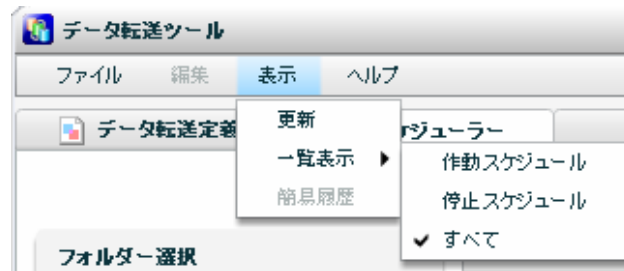 データ転送ツール
ファイル 編集 表示 ヘルプ
データ転送定義 ジューラー
更新
一覧表示
簡易履歴
作動スケジュール
停止スケジュール
すべて
フォルダー選択